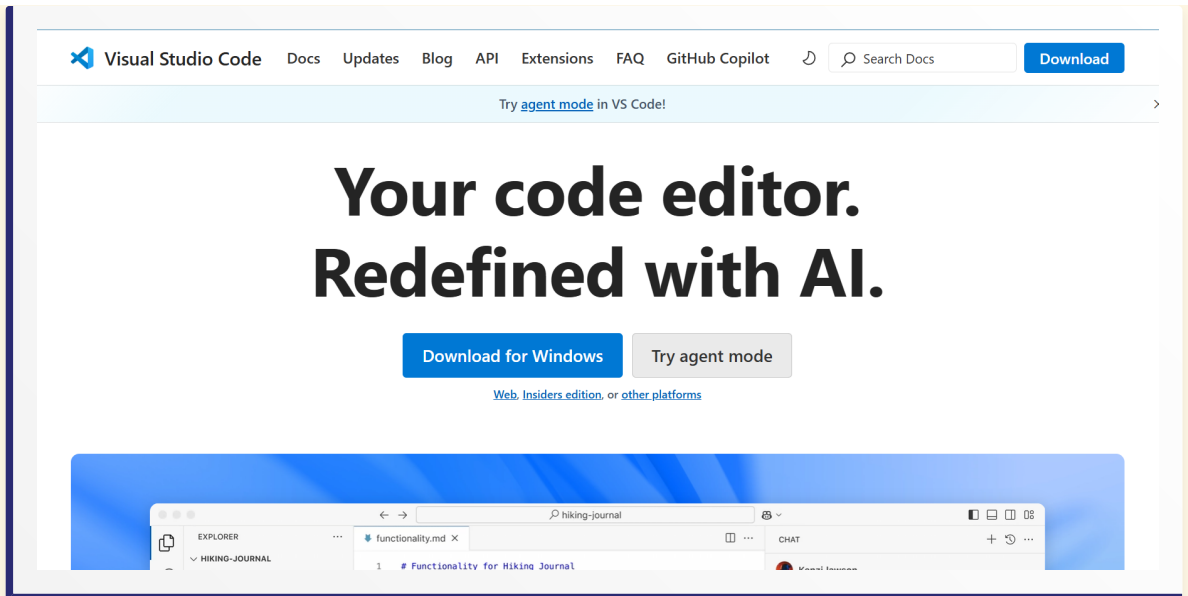 Visual Studio Code Docs Updates Blog API Extensions FAQ GitHub Copilot Search Docs Download
Try agent mode in VS Code!
Your code editor.
Redefined with AI.
Download for Windows Try agent mode
Web, Insiders edition, or other platforms
hiking-journal
EXPLORER ··· functionality.md × ··· CHAT ···
HIKING-JOURNAL
1 # Functionality for Hiking Journal